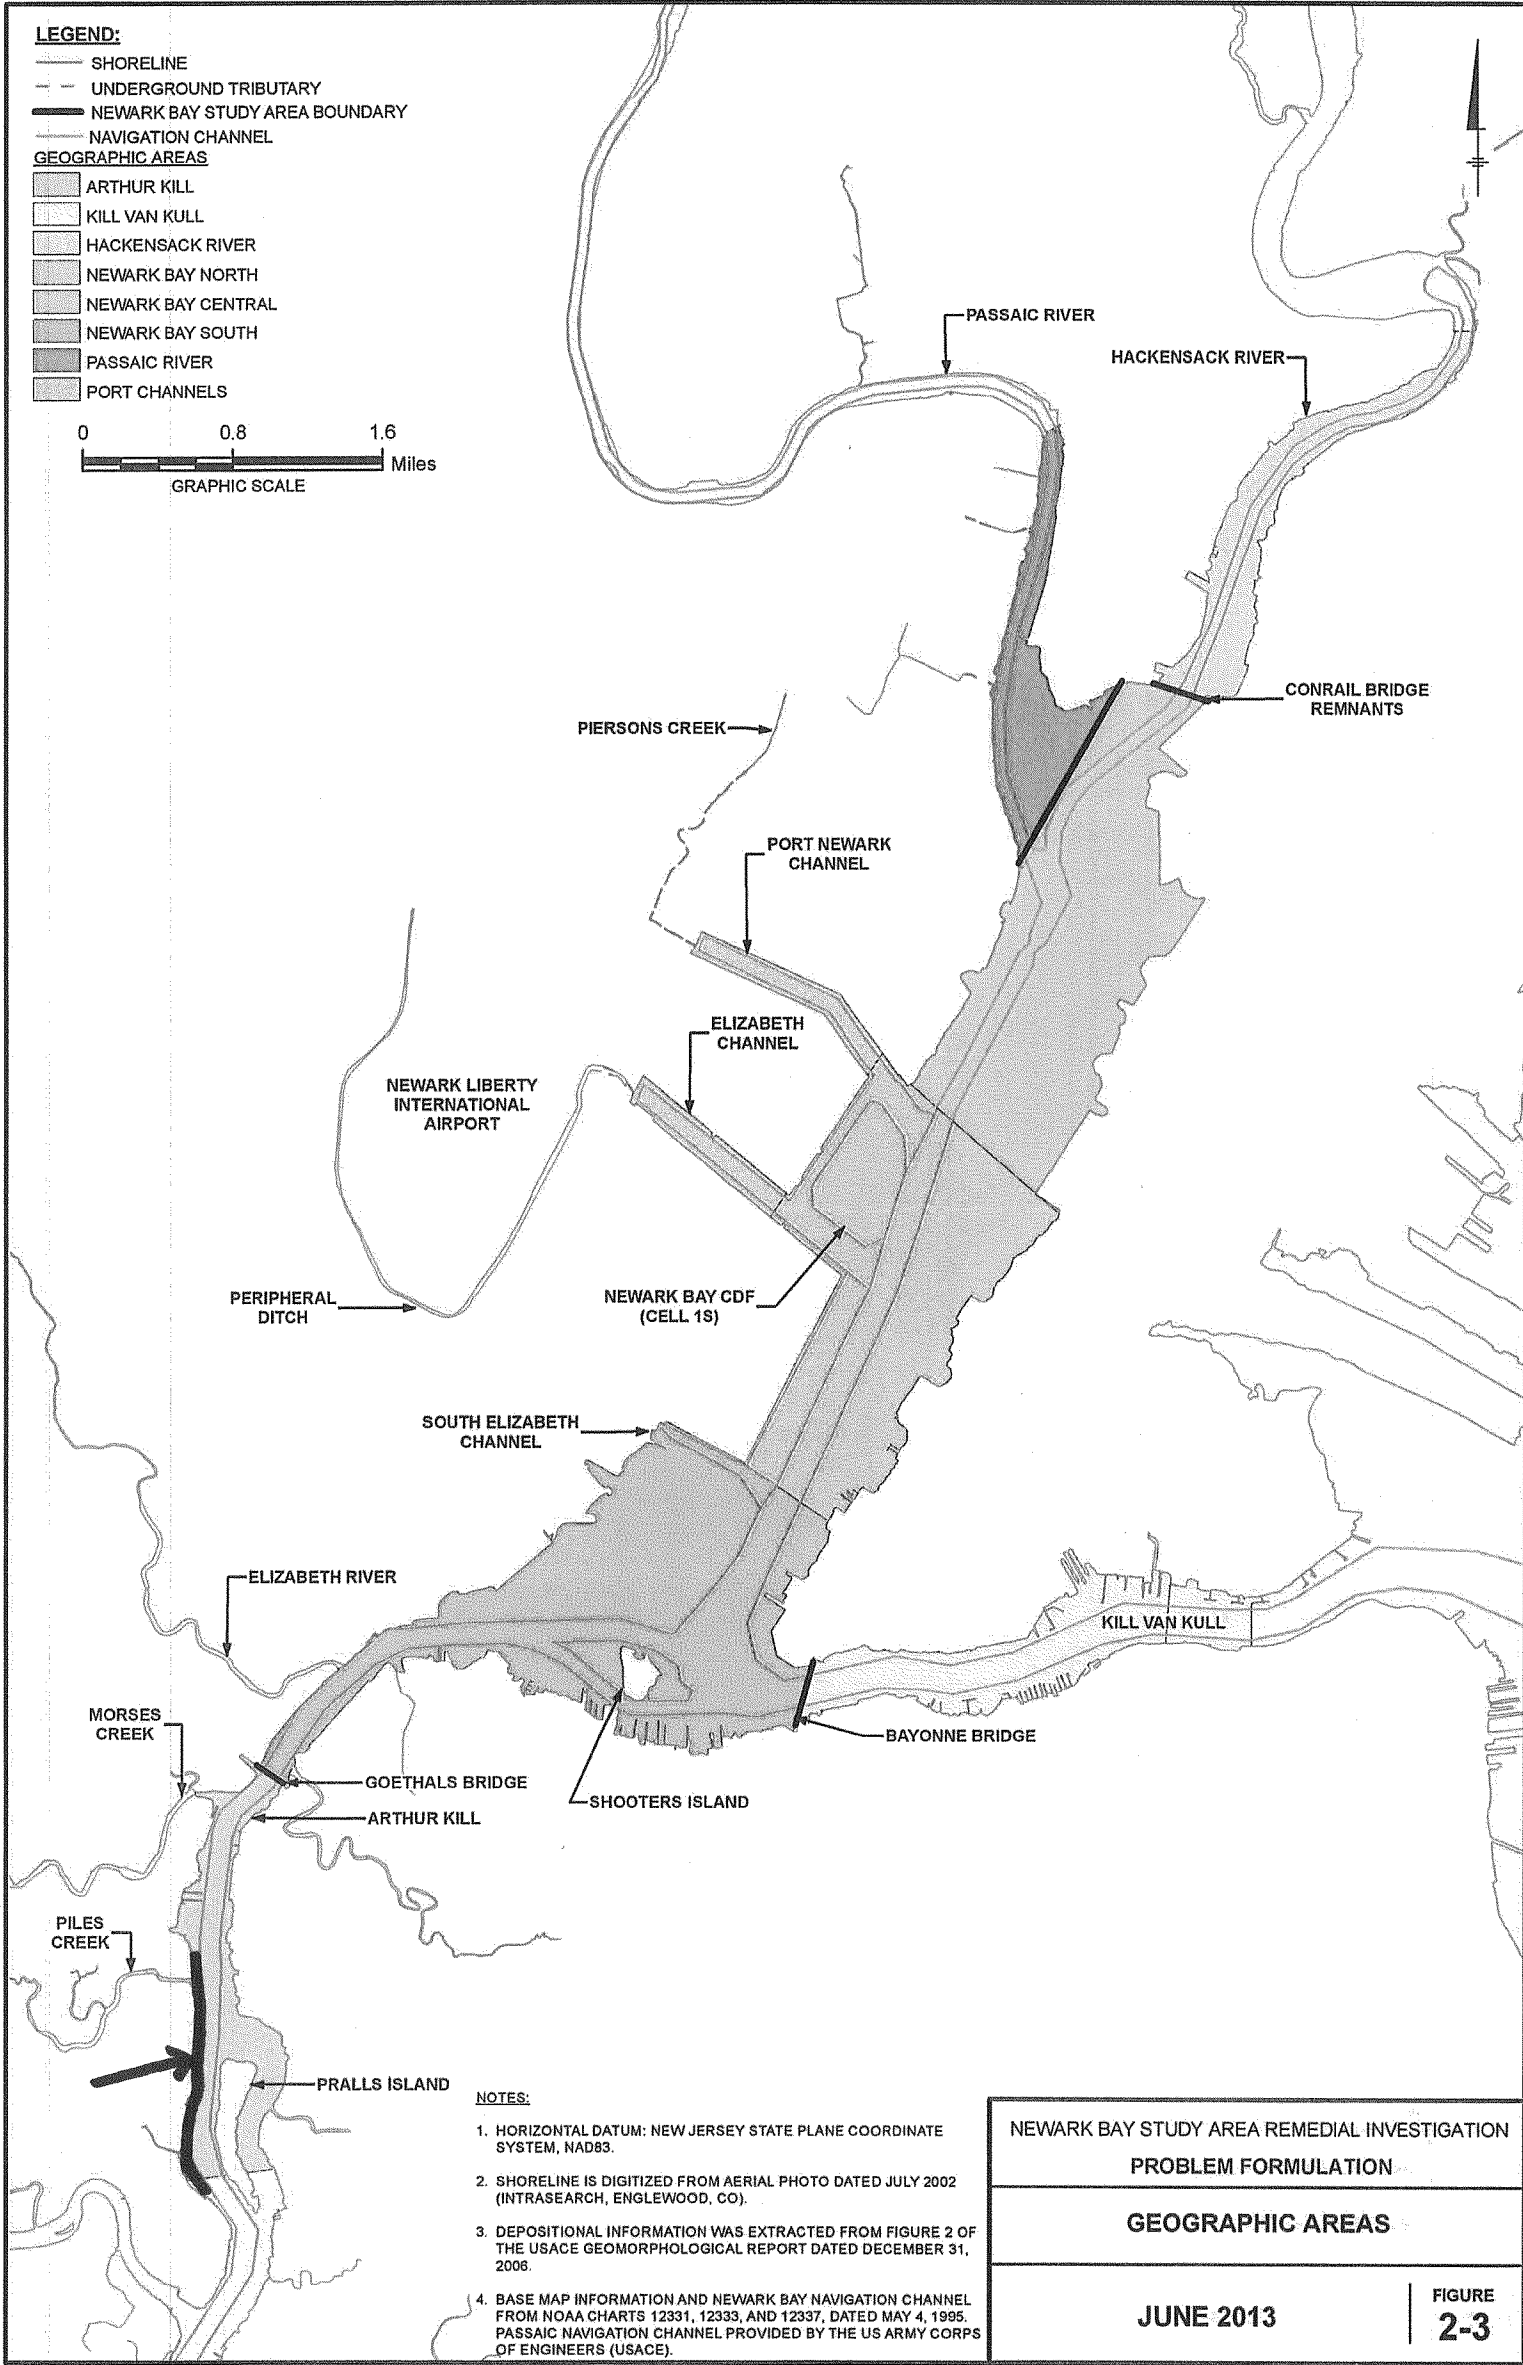 LEGEND:
SHORELINE
UNDERGROUND TRIBUTARY
NEWARK BAY STUDY AREA BOUNDARY
NAVIGATION CHANNEL
GEOGRAPHIC AREAS
ARTHUR KILL
KILL VAN KULL
HACKENSACK RIVER
NEWARK BAY NORTH
NEWARK BAY CENTRAL
NEWARK BAY SOUTH
PASSAIC RIVER
PORT CHANNELS
0 0.8 1.6
Miles
GRAPHIC SCALE
PASSAIC RIVER
HACKENSACK RIVER
CONRAIL BRIDGE
REMNANTS
PIERSONS CREEK
PORT NEWARK
CHANNEL
ELIZABETH
CHANNEL
NEWARK LIBERTY
INTERNATIONAL
AIRPORT
PERIPHERAL
DITCH
NEWARK BAY CDF
(CELL 1S)
SOUTH ELIZABETH
CHANNEL
ELIZABETH RIVER
KILL VAN KULL
MORSES
CREEK
BAYONNE BRIDGE
GOETHALS BRIDGE
SHOOTERS ISLAND
ARTHUR KILL
PILES
CREEK
PRALLS ISLAND
NOTES:
1. HORIZONTAL DATUM: NEW JERSEY STATE PLANE COORDINATE
SYSTEM, NAD83.
2. SHORELINE IS DIGITIZED FROM AERIAL PHOTO DATED JULY 2002
(INTRASEARCH, ENGLEWOOD, CO).
3. DEPOSITIONAL INFORMATION WAS EXTRACTED FROM FIGURE 2 OF
THE USACE GEOMORPHOLOGICAL REPORT DATED DECEMBER 31,
2006.
4. BASE MAP INFORMATION AND NEWARK BAY NAVIGATION CHANNEL
FROM NOAA CHARTS 12331, 12333, AND 12337, DATED MAY 4, 1995.
PASSAIC NAVIGATION CHANNEL PROVIDED BY THE US ARMY CORPS
OF ENGINEERS (USACE).
NEWARK BAY STUDY AREA REMEDIAL INVESTIGATION
PROBLEM FORMULATION
GEOGRAPHIC AREAS
JUNE 2013
FIGURE
2-3